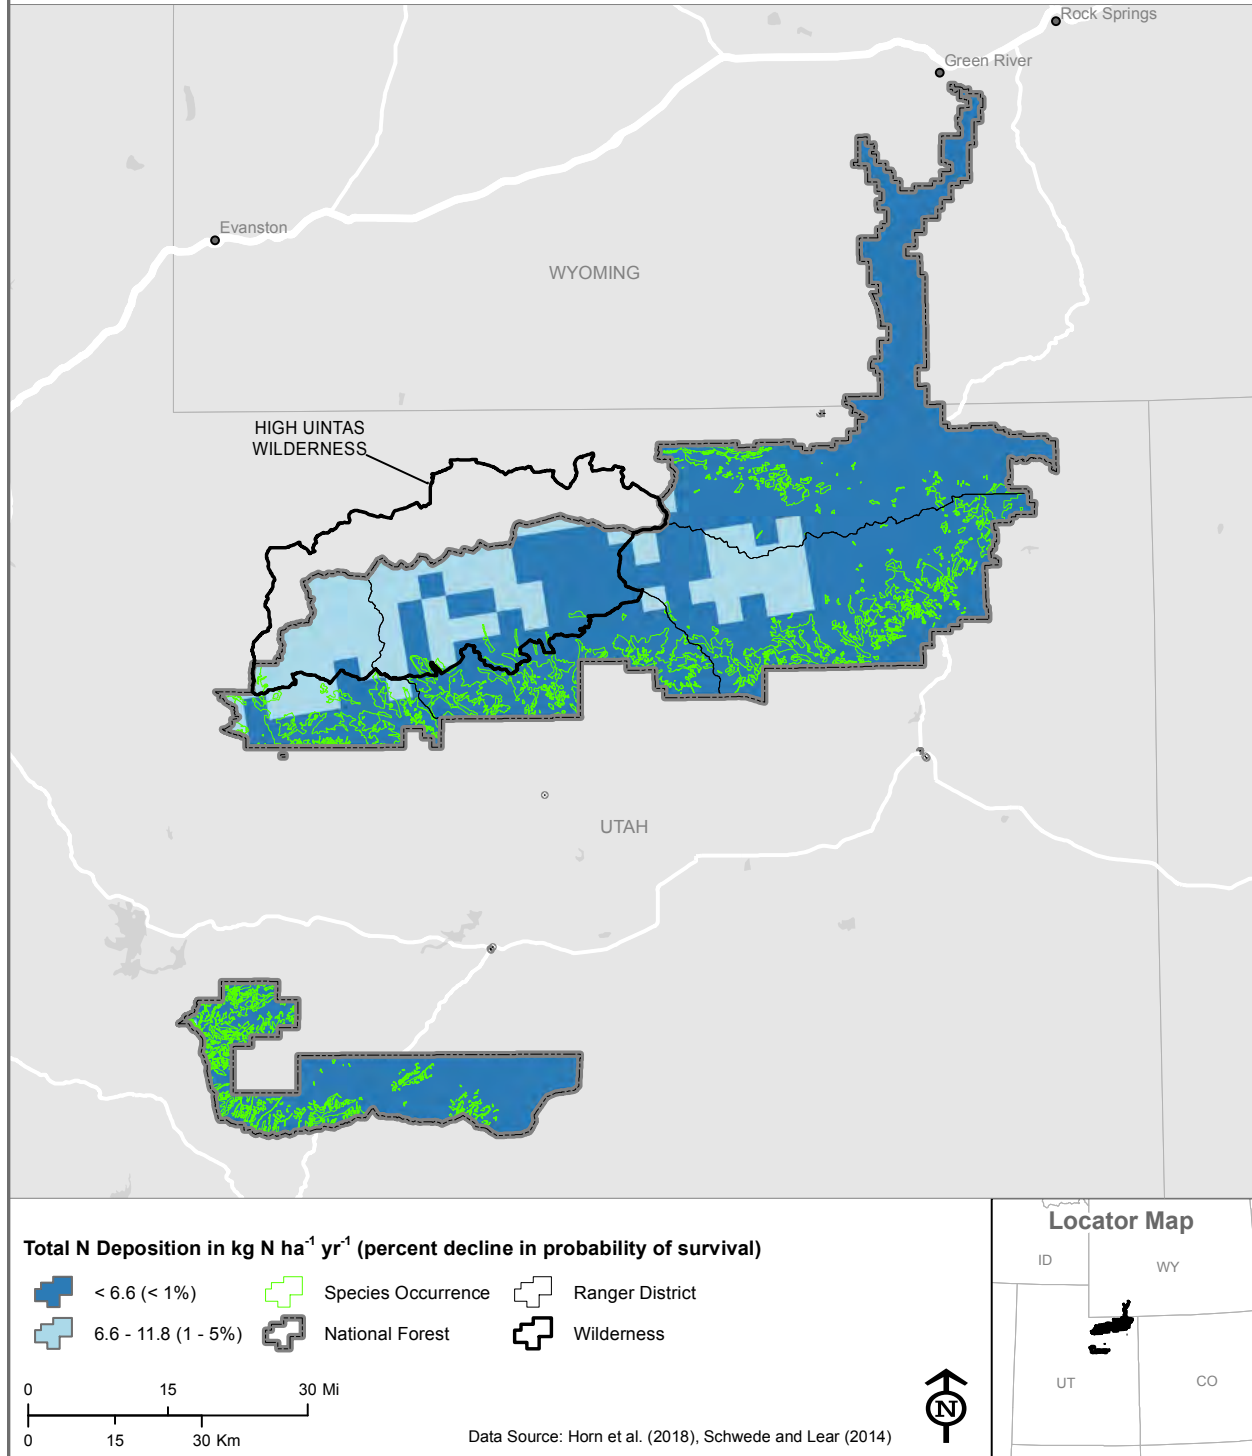 Rock Springs
Green River
Evanston
WYOMING
HIGH UINTAS
WILDERNESS
UTAH
Total N Deposition in kg N ha⁻¹ yr⁻¹ (percent decline in probability of survival)
< 6.6 (< 1%)
Species Occurrence
Ranger District
6.6 - 11.8 (1 - 5%)
National Forest
Wilderness
0 15 30 Mi
0 15 30 Km
Data Source: Horn et al. (2018), Schwede and Lear (2014)
N
Locator Map
ID
WY
UT
CO